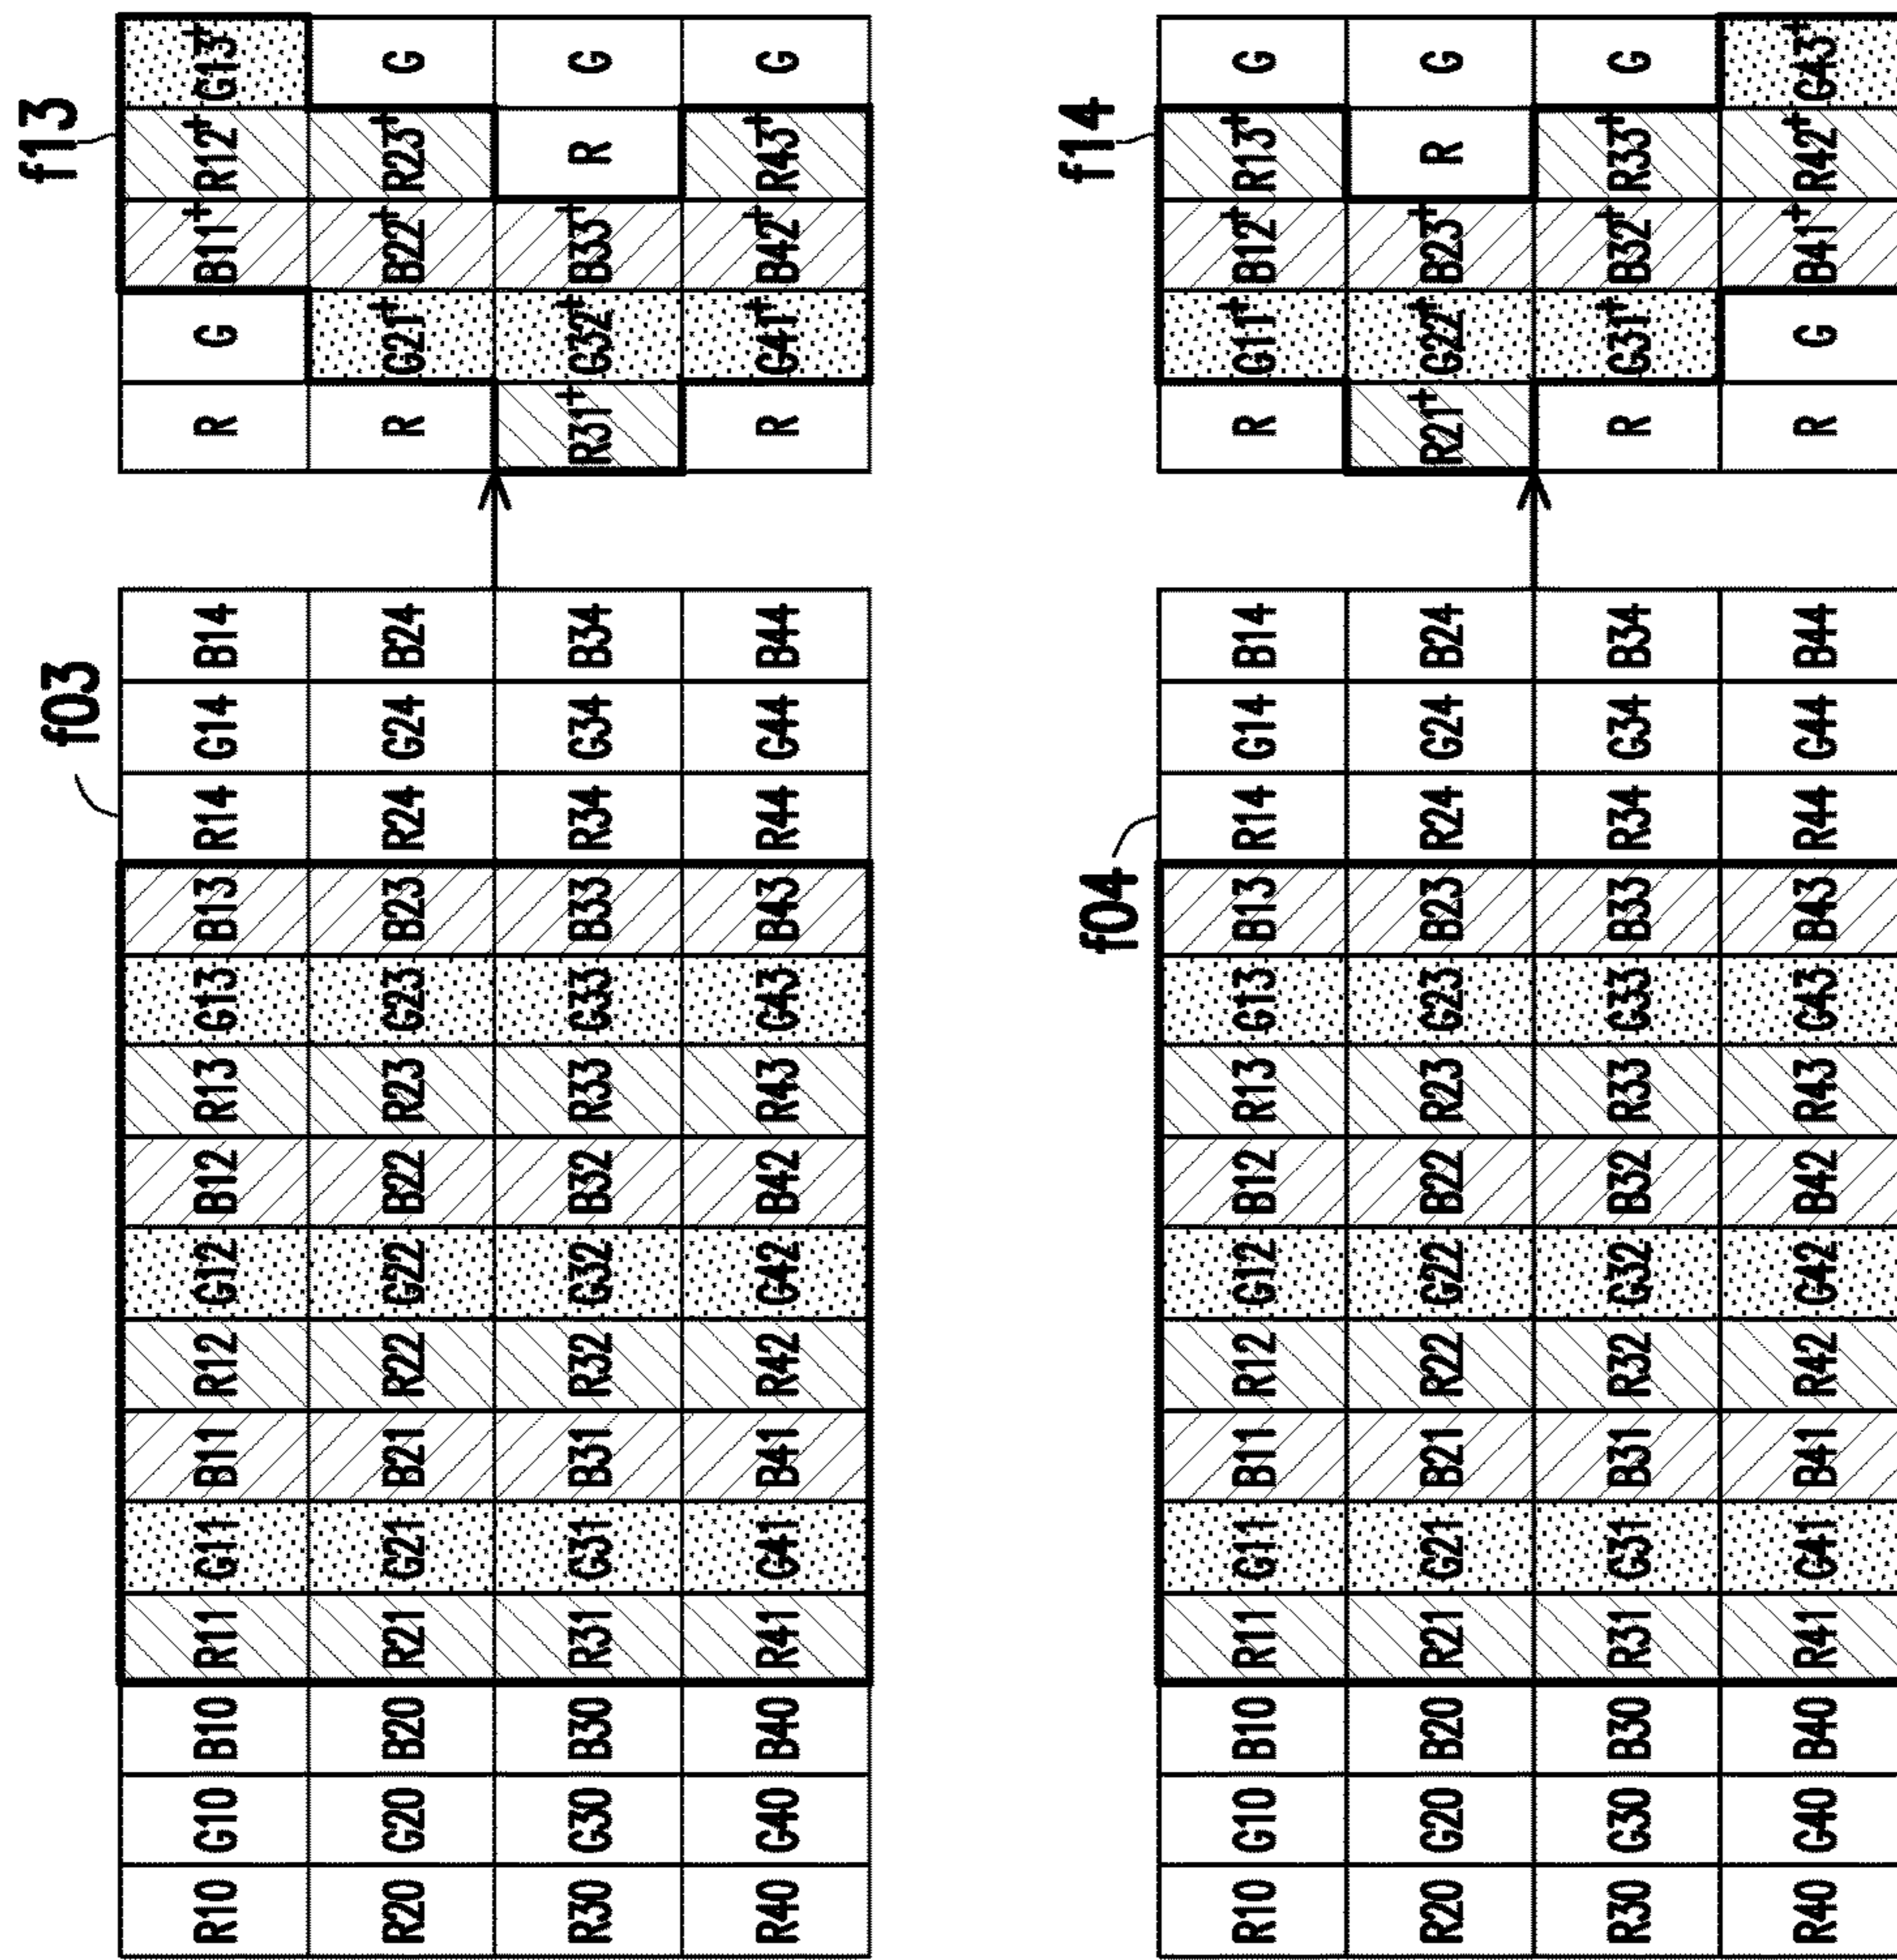 f03 f13
R10 G10 B10 R11 G11 B11 R12 G12 B12 R13 G13 B13 R14 G14 B14 R G B11⁺ R12⁺ G13⁺
R20 G20 B20 R21 G21 B21 R22 G22 B22 R23 G23 B23 R24 G24 B24 R G21⁺ B22⁺ R23⁺ G
R30 G30 B30 R31 G31 B31 R32 G32 B32 R33 G33 B33 R34 G34 B34 R31⁺ G32⁺ B33⁺ R G
R40 G40 B40 R41 G41 B41 R42 G42 B42 R43 G43 B43 R44 G44 B44 R G41⁺ B42⁺ R43⁺ G
f04 f14
R10 G10 B10 R11 G11 B11 R12 G12 B12 R13 G13 B13 R14 G14 B14 R G11⁺ B12⁺ R13⁺ G
R20 G20 B20 R21 G21 B21 R22 G22 B22 R23 G23 B23 R24 G24 B24 R21⁺ G22⁺ B23⁺ R G
R30 G30 B30 R31 G31 B31 R32 G32 B32 R33 G33 B33 R34 G34 B34 R G31⁺ B32⁺ R33⁺ G
R40 G40 B40 R41 G41 B41 R42 G42 B42 R43 G43 B43 R44 G44 B44 R G B41⁺ R42⁺ G43⁺